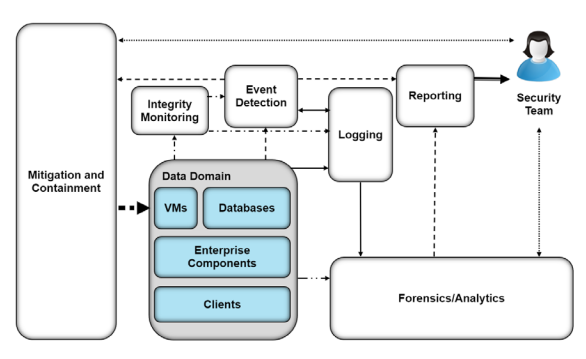 Event
Detection
Reporting
Security
Team
Integrity
Monitoring
Logging
Mitigation and
Containment
Data Domain
VMs
Databases
Enterprise
Components
Clients
Forensics/Analytics